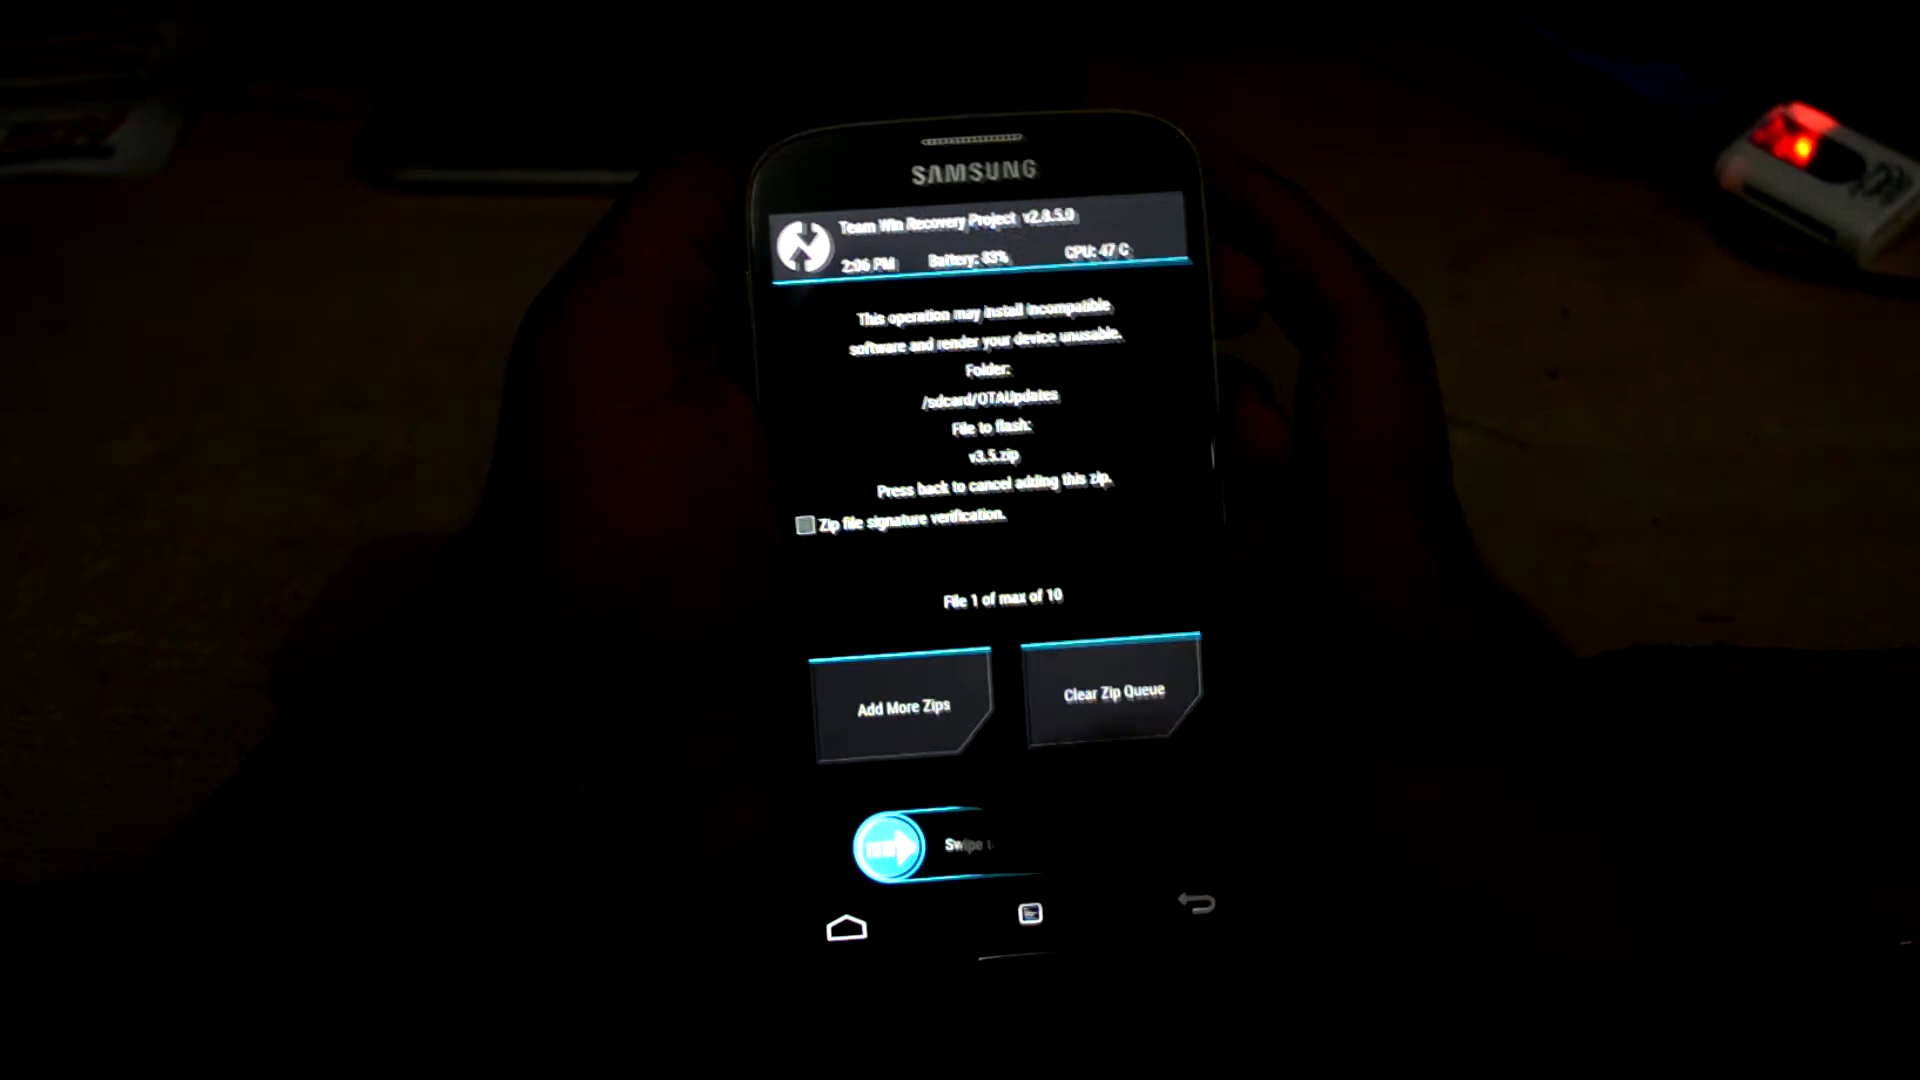 SAMSUNG
Team Win Recovery Project v2.8.5.0
2:06 PM Battery: 83% CPU: 47 C
This operation may install incompatible
software and render your device unusable.
Folder:
/sdcard/OTAUpdates
File to flash:
v3.5.zip
Press back to cancel adding this zip.
Zip file signature verification.
File 1 of max of 10
Add More Zips
Clear Zip Queue
Swipe